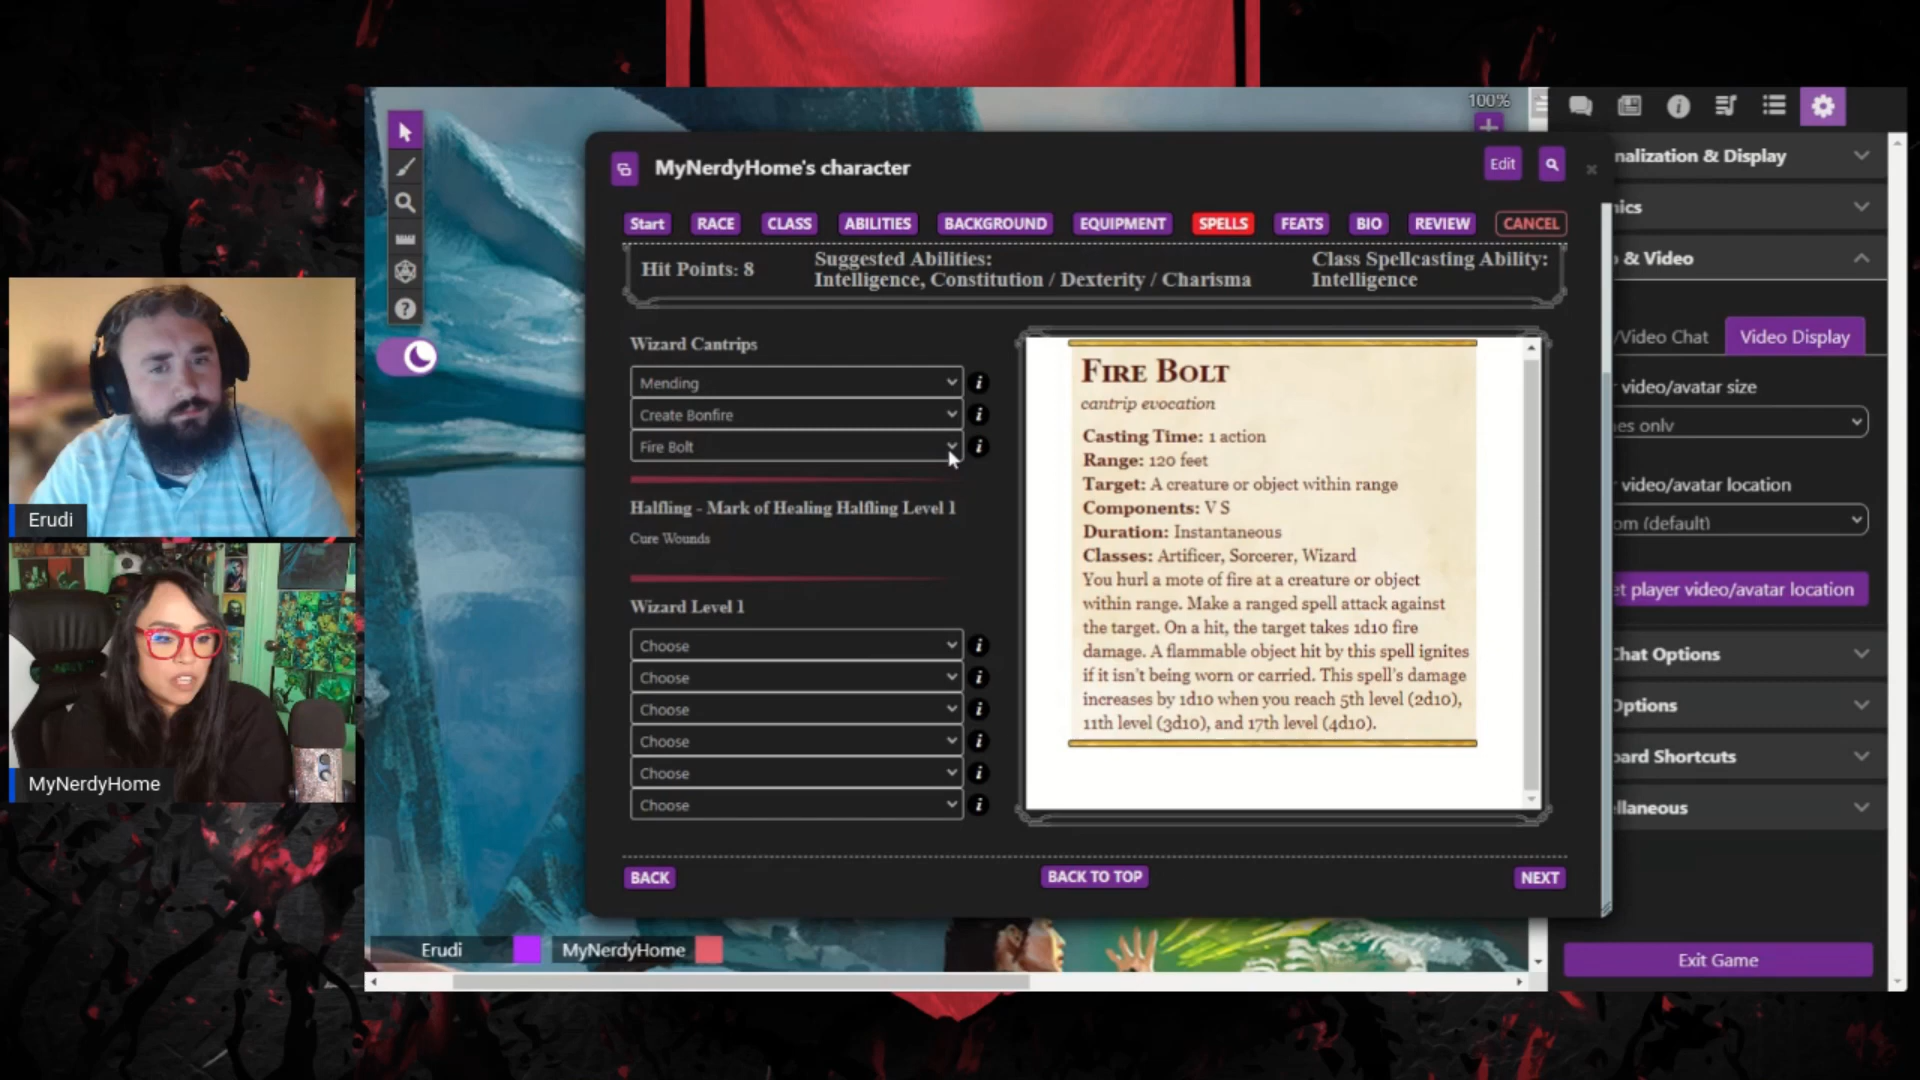 100%
MyNerdyHome's character
Edit
Start RACE CLASS ABILITIES BACKGROUND EQUIPMENT SPELLS FEATS BIO REVIEW CANCEL
Hit Points: 8
Suggested Abilities:
Intelligence, Constitution / Dexterity / Charisma
Class Spellcasting Ability:
Intelligence
Wizard Cantrips
Mending
Create Bonfire
Fire Bolt
Halfling - Mark of Healing Halfling Level 1
Cure Wounds
Wizard Level 1
Choose
Choose
Choose
Choose
Choose
Choose
FIRE BOLT
cantrip evocation
Casting Time: 1 action
Range: 120 feet
Target: A creature or object within range
Components: V S
Duration: Instantaneous
Classes: Artificer, Sorcerer, Wizard
You hurl a mote of fire at a creature or object
within range. Make a ranged spell attack against
the target. On a hit, the target takes 1d10 fire
damage. A flammable object hit by this spell ignites
if it isn't being worn or carried. This spell's damage
increases by 1d10 when you reach 5th level (2d10),
11th level (3d10), and 17th level (4d10).
BACK
BACK TO TOP
NEXT
nalization & Display
ics
& Video
/Video Chat
Video Display
video/avatar size
es only
video/avatar location
om (default)
t player video/avatar location
Chat Options
Options
oard Shortcuts
ellaneous
Exit Game
Erudi
MyNerdyHome
Erudi
MyNerdyHome